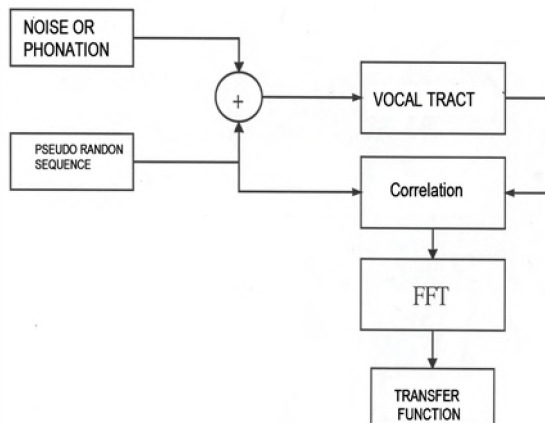 NOISE OR
PHONATION
+
VOCAL TRACT
PSEUDO RANDON
SEQUENCE
Correlation
FFT
TRANSFER
FUNCTION